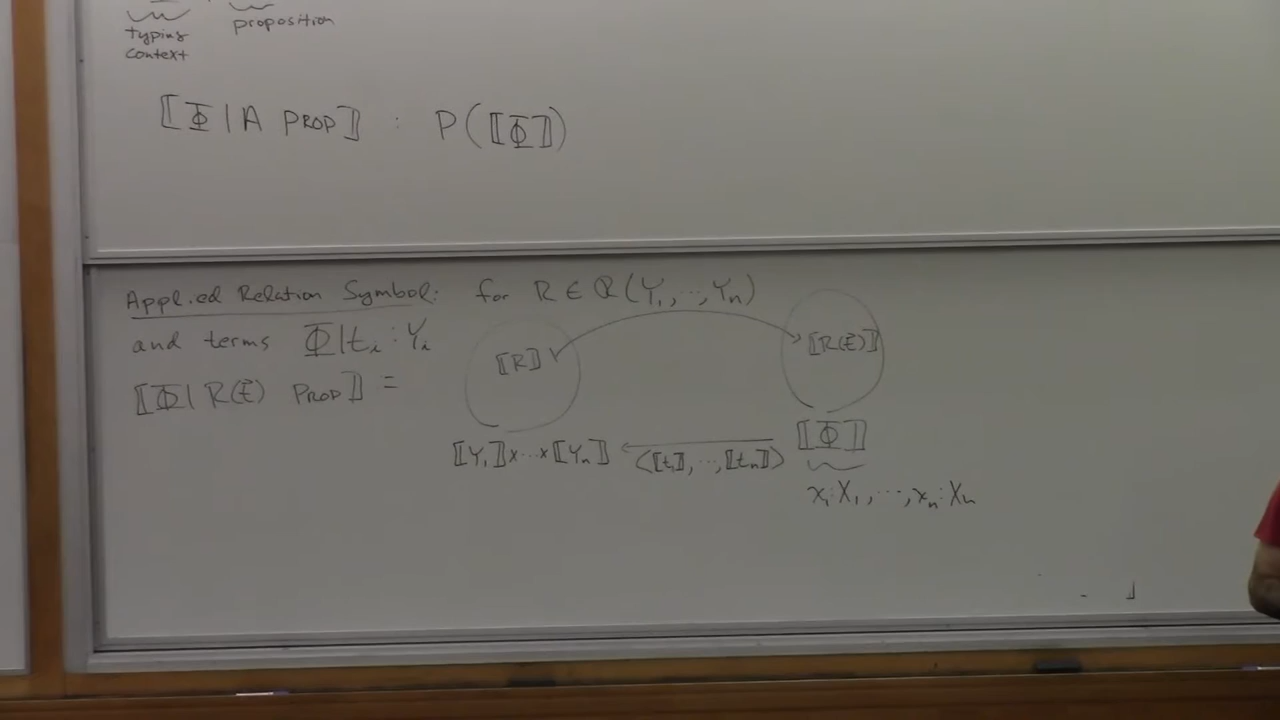 typing
context
proposition
⟦Φ | A PROP⟧ : P(⟦Φ⟧)
Applied Relation Symbol: for R ∈ ℛ(Y₁, ⋯, Yₙ)
and terms Φ | tᵢ : Yᵢ
⟦Φ | R(t⃗) PROP⟧ =
⟦R⟧
⟦R(t⃗)⟧
⟦Y₁⟧ × ⋯ × ⟦Yₙ⟧
⟨⟦t₁⟧, ⋯, ⟦tₙ⟧⟩
⟦Φ⟧
x₁ : X₁, ⋯, xₙ : Xₙ